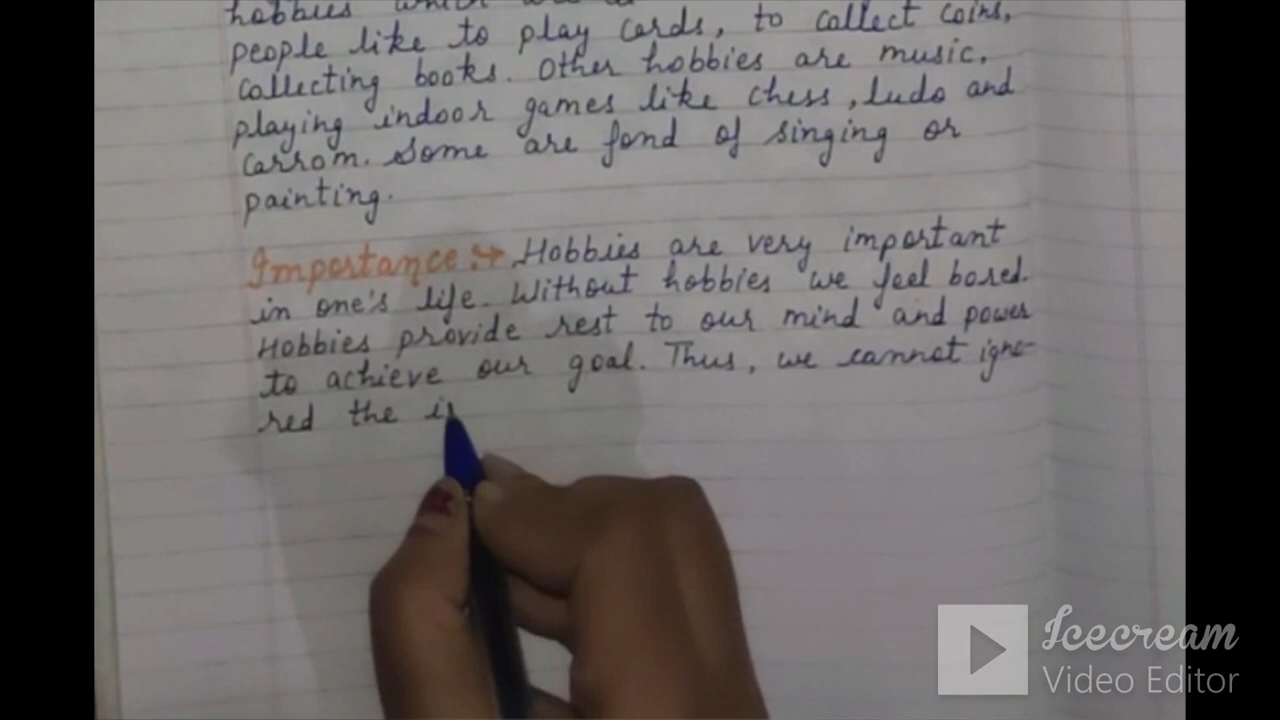 hobbies which are
people like to play cards, to collect coins,
collecting books. Other hobbies are music,
playing indoor games like chess, ludo and
carrom. Some are fond of singing or
painting.
Importance:→ Hobbies are very important
in one's life. Without hobbies we feel bored.
Hobbies provide rest to our mind and power
to achieve our goal. Thus, we cannot igno-
red the i
Icecream
Video Editor